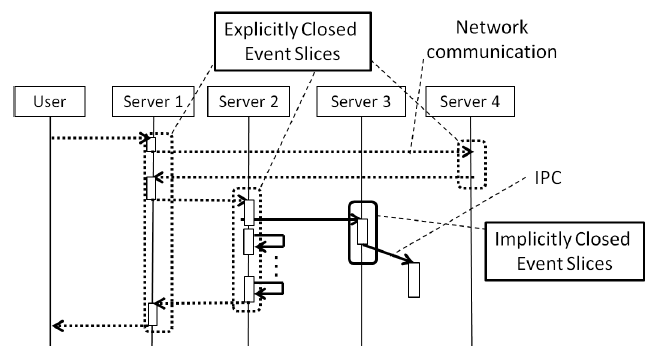 Explicitly Closed
Event Slices
Network
communication
User
Server 1
Server 2
Server 3
Server 4
IPC
Implicitly Closed
Event Slices